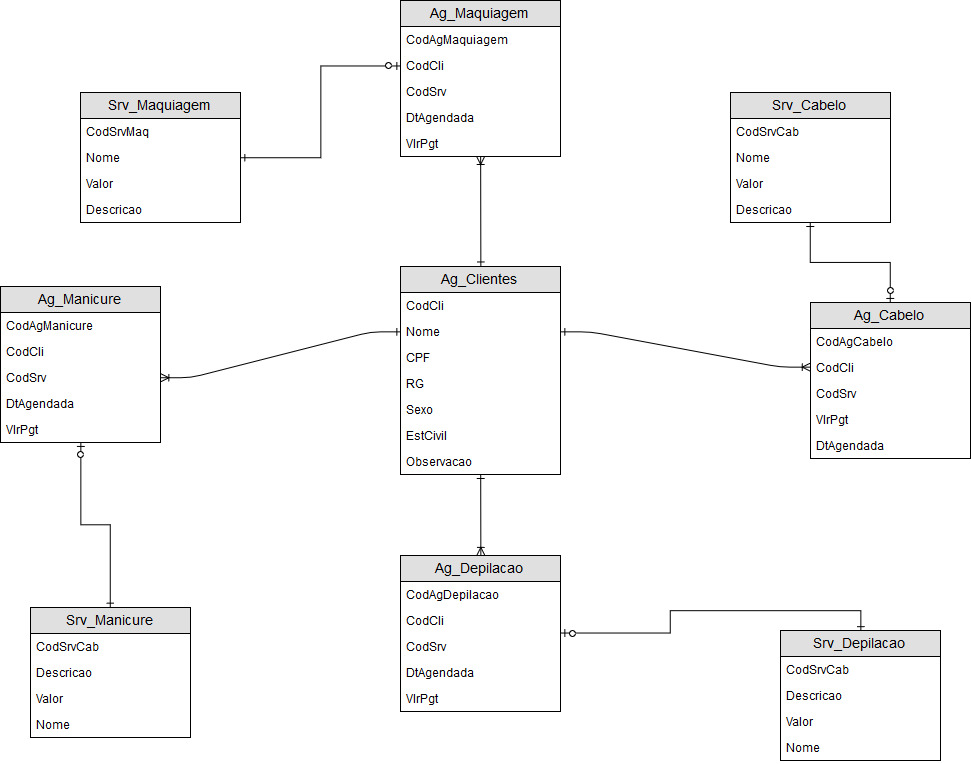 Ag_Maquiagem
CodAgMaquiagem
CodCli
CodSrv
DtAgendada
VlrPgt
Srv_Maquiagem
CodSrvMaq
Nome
Valor
Descricao
Srv_Cabelo
CodSrvCab
Nome
Valor
Descricao
Ag_Clientes
CodCli
Nome
CPF
RG
Sexo
EstCivil
Observacao
Ag_Manicure
CodAgManicure
CodCli
CodSrv
DtAgendada
VlrPgt
Ag_Cabelo
CodAgCabelo
CodCli
CodSrv
VlrPgt
DtAgendada
Ag_Depilacao
CodAgDepilacao
CodCli
CodSrv
DtAgendada
VlrPgt
Srv_Manicure
CodSrvCab
Descricao
Valor
Nome
Srv_Depilacao
CodSrvCab
Descricao
Valor
Nome